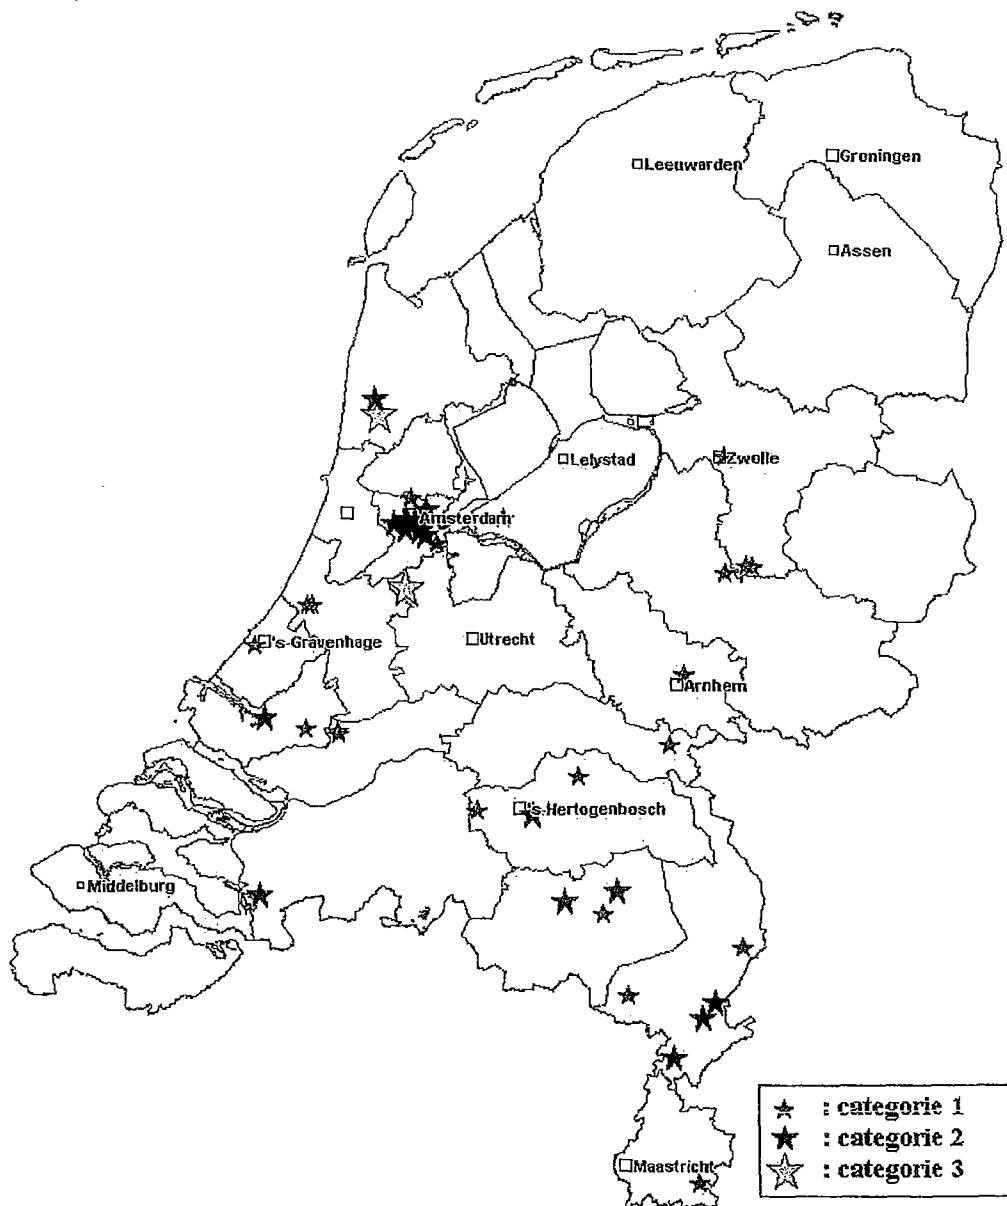 Leeuwarden
Groningen
Assen
Lelystad
Zwolle
Amsterdam
's-Gravenhage
Utrecht
Arnhem
's-Hertogenbosch
Middelburg
Maastricht
: categorie 1
: categorie 2
: categorie 3